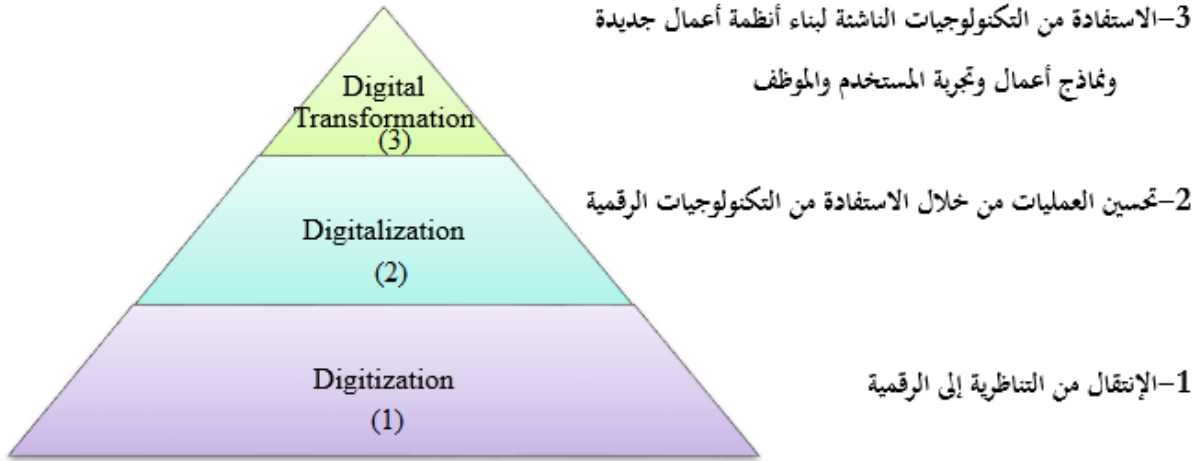 3–الاستفادة من التكنولوجيات الناشئة لبناء أنظمة أعمال جديدة
ونماذج أعمال وتجربة المستخدم والموظف
Digital
Transformation
(3)
2–تحسين العمليات من خلال الاستفادة من التكنولوجيات الرقمية
Digitalization
(2)
1–الإنتقال من التناظرية إلى الرقمية
Digitization
(1)